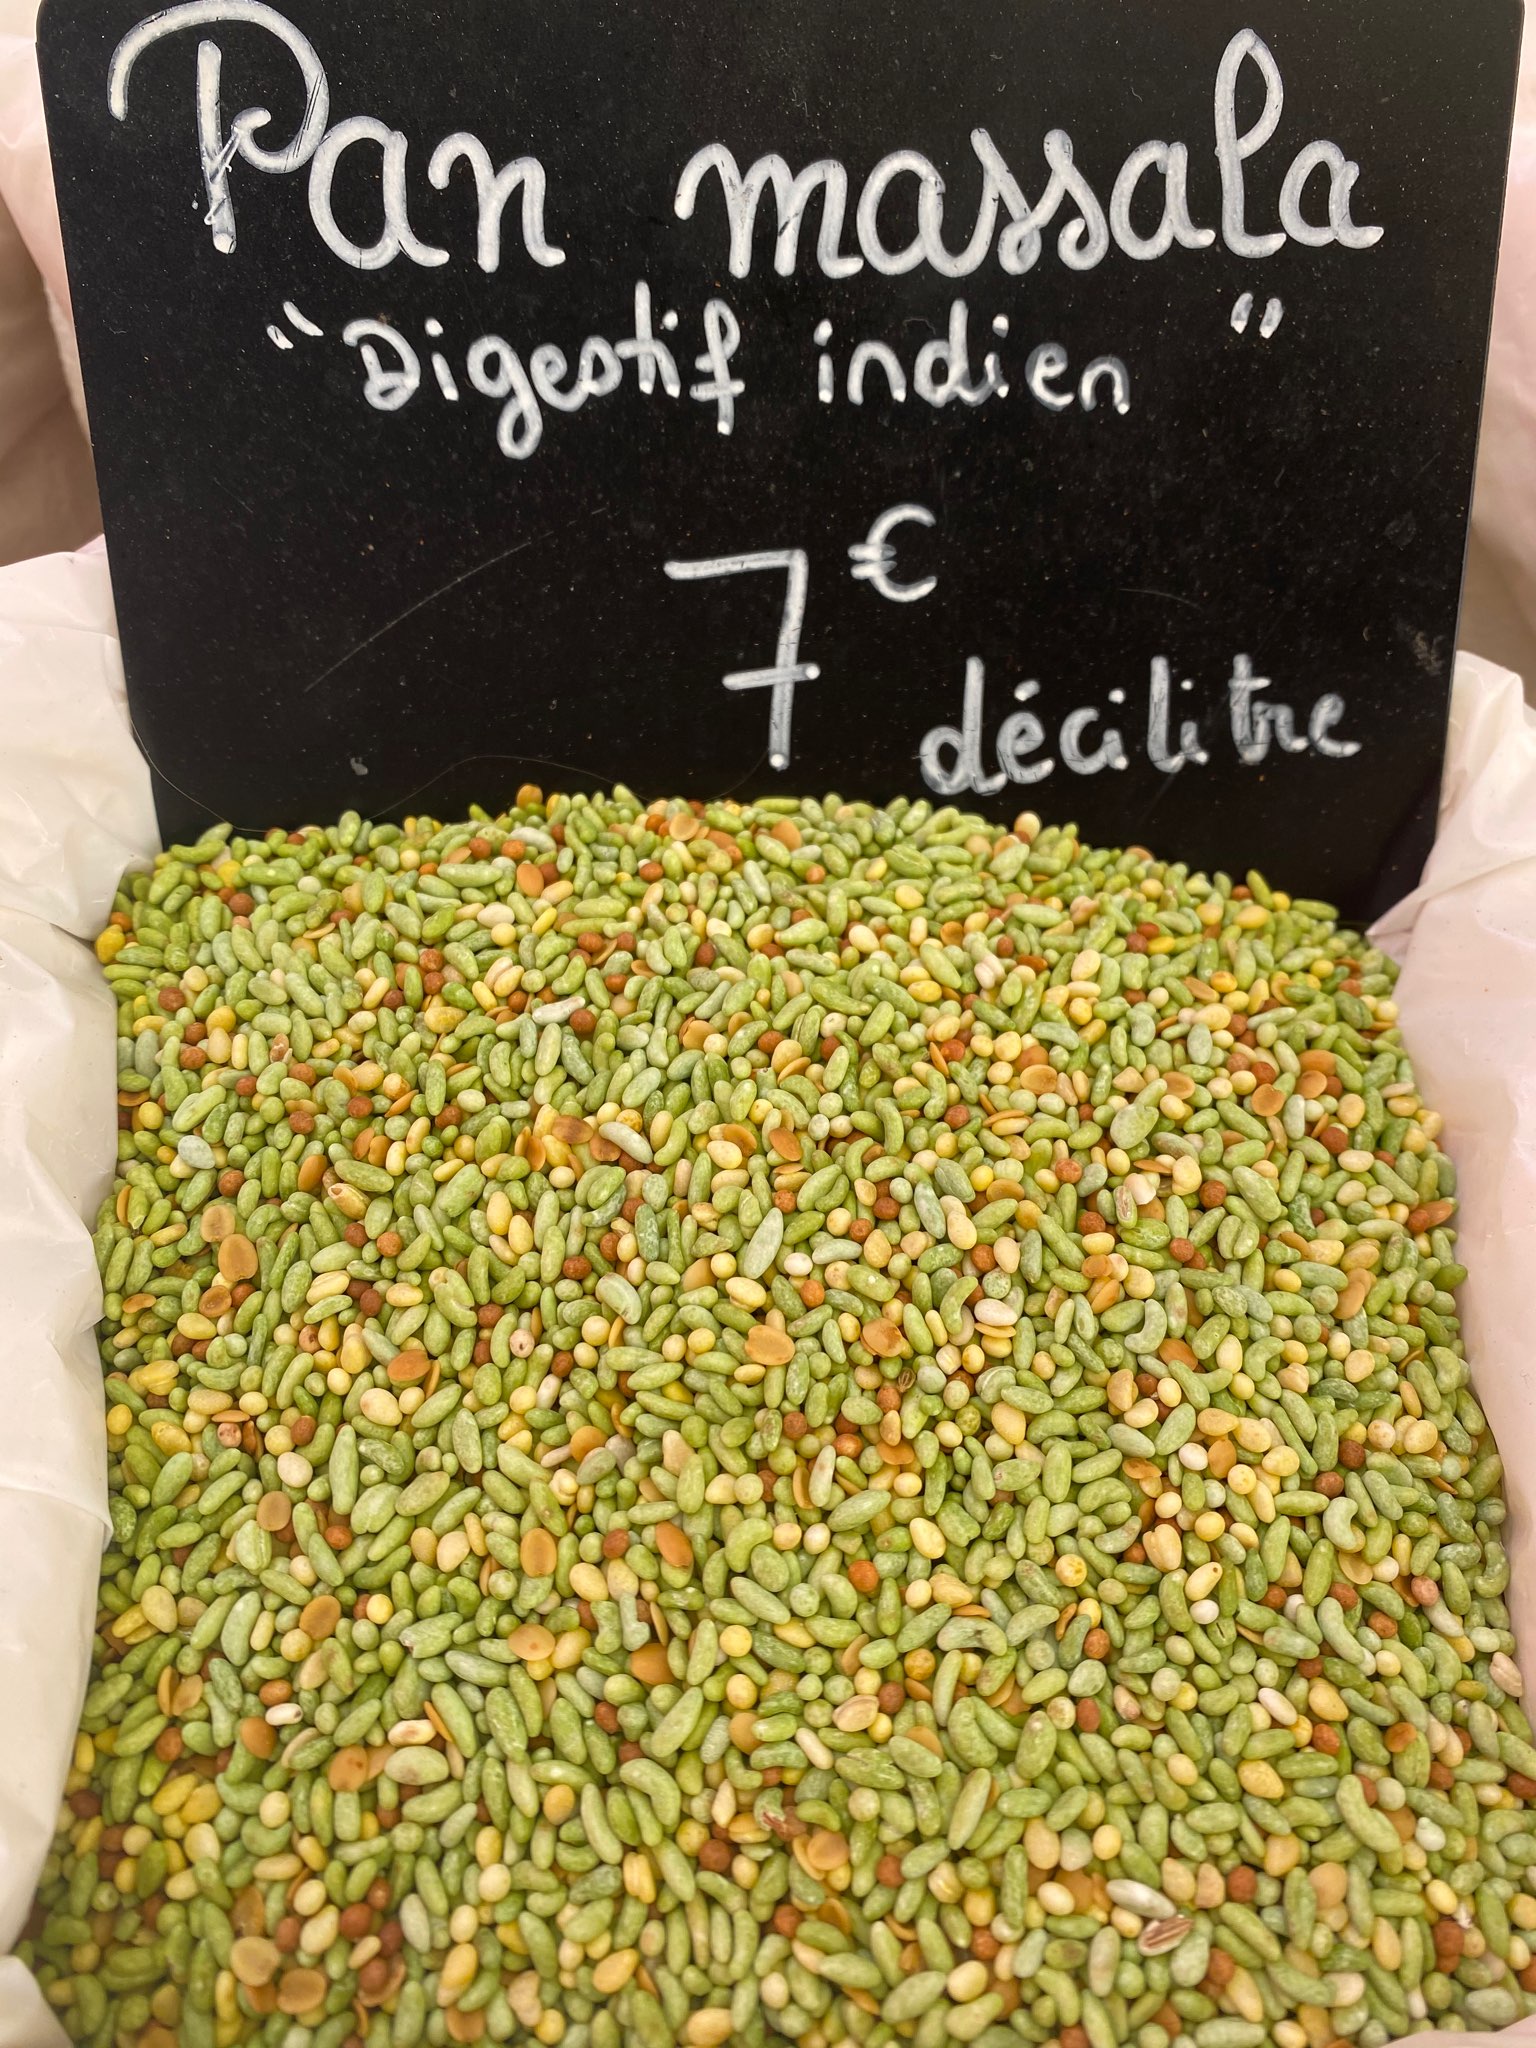 Pan massala
"Digestif indien"
7€
décilitre